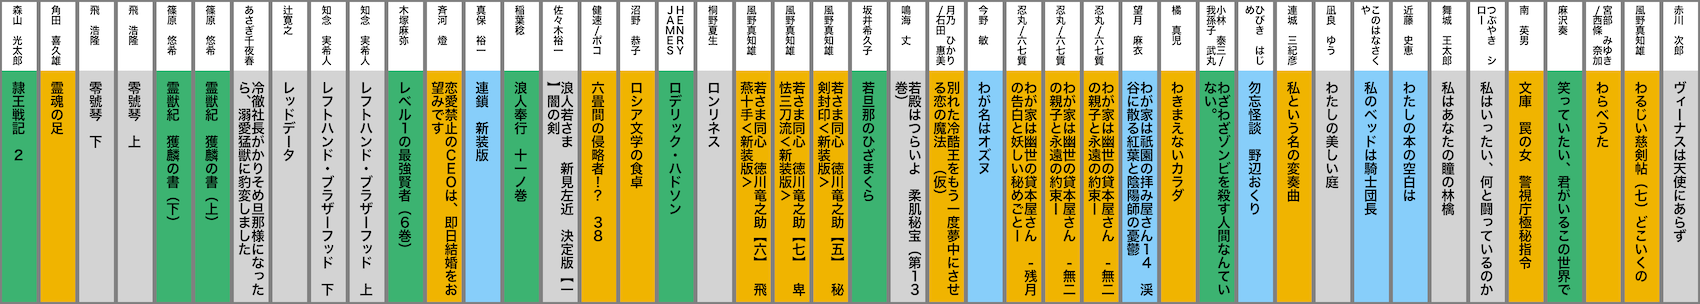 赤川 次郎
ヴィーナスは天使にあらず
風野真知雄
わるじい慈剣帖（七）どこいくの
宮部 みゆき
/西條 奈加
わらべうた
麻沢奏
笑っていたい、君がいるこの世界で
南 英男
文庫 罠の女 警視庁極秘指令
つぶやき シ
ロー
私はいったい、何と闘っているのか
舞城 王太郎
私はあなたの瞳の林檎
近藤 史恵
わたしの本の空白は
このはなさく
や
私のベッドは騎士団長
凪良 ゆう
わたしの美しい庭
連城 三紀彦
私という名の変奏曲
ひびき はじ
め
勿忘怪談 野辺おくり
小林 泰三/
我孫子 武丸
わざわざゾンビを殺す人間なんてい
ない。
橘 真児
わきまえないカラダ
望月 麻衣
わが家は祇園の拝み屋さん１４ 渓
谷に散る紅葉と陰陽師の憂鬱
忍丸/六七質
わが家は幽世の貸本屋さん -無二
の親子と永遠の約束ー
忍丸/六七質
わが家は幽世の貸本屋さん -無二
の親子と永遠の約束ー
忍丸/六七質
わが家は幽世の貸本屋さん -残月
の告白と妖しい秘めごとー
今野 敏
わが名はオズヌ
月乃 ひかり
/石田 惠美
別れた冷酷王をもう一度夢中にさせ
る恋の魔法 （仮）
鳴海 丈
若殿はつらいよ 柔肌秘宝（第１３
巻）
坂井希久子
若旦那のひざまくら
風野真知雄
若さま同心 徳川竜之助【五】 秘
剣封印＜新装版＞
風野真知雄
若さま同心 徳川竜之助【七】 卑
怯三刀流＜新装版＞
風野真知雄
若さま同心 徳川竜之助【六】 飛
燕十手＜新装版＞
桐野夏生
ロンリネス
HENRY
JAMES
ロデリック・ハドソン
沼野 恭子
ロシア文学の食卓
健速/ポコ
六畳間の侵略者！？ ３８
佐々木裕一
浪人若さま 新見左近 決定版【一
】闇の剣
稲葉稔
浪人奉行 十一ノ巻
真保 裕一
連鎖 新装版
斉河 燈
恋愛禁止のＣＥＯは、即日結婚をお
望みです
木塚麻弥
レベル１の最強賢者（６巻）
知念 実希人
レフトハンド・ブラザーフッド 上
知念 実希人
レフトハンド・ブラザーフッド 下
辻寛之
レッドデータ
あさぎ千夜春
冷徹社長がかりそめ旦那様になった
ら、溺愛猛獣に豹変しました
篠原 悠希
霊獣紀 獲麟の書（上）
篠原 悠希
霊獣紀 獲麟の書（下）
飛 浩隆
零號琴 上
飛 浩隆
零號琴 下
角田 喜久雄
霊魂の足
森山 光太郎
隷王戦記 ２